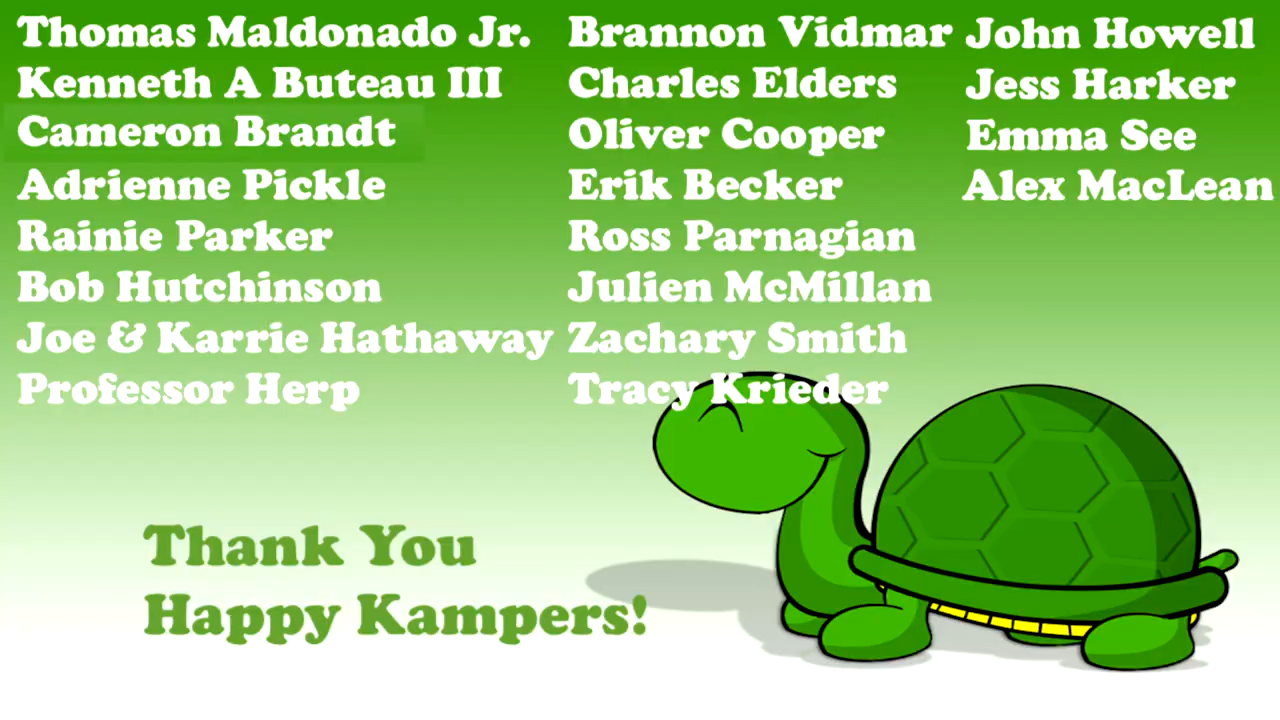 Thomas Maldonado Jr.
Kenneth A Buteau III
Cameron Brandt
Adrienne Pickle
Rainie Parker
Bob Hutchinson
Joe & Karrie Hathaway
Professor Herp
Brannon Vidmar
Charles Elders
Oliver Cooper
Erik Becker
Ross Parnagian
Julien McMillan
Zachary Smith
Tracy Krieder
John Howell
Jess Harker
Emma See
Alex MacLean
Thank You
Happy Kampers!